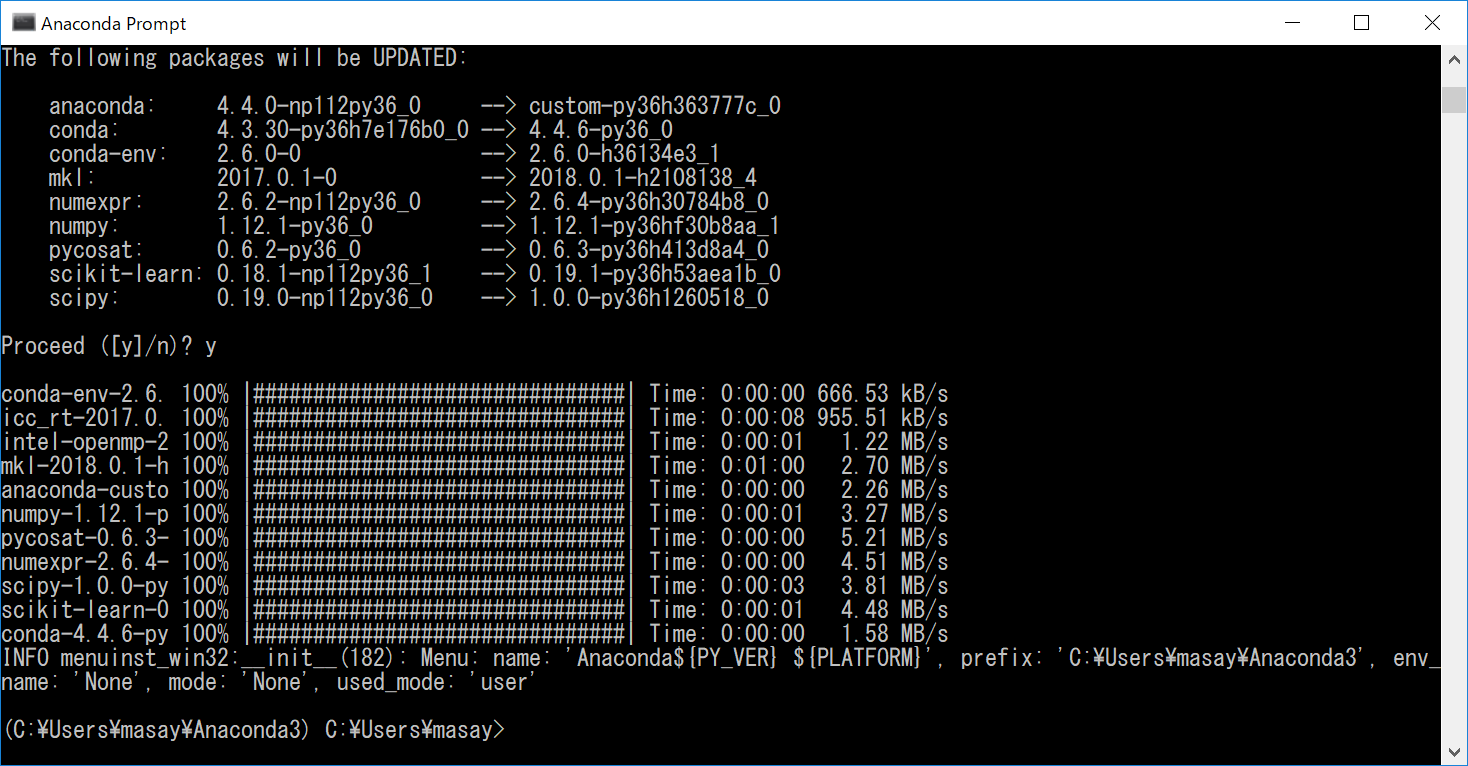 Anaconda Prompt
The following packages will be UPDATED:
    anaconda:     4.4.0-np112py36_0     --> custom-py36h363777c_0
    conda:        4.3.30-py36h7e176b0_0 --> 4.4.6-py36_0
    conda-env:    2.6.0-0               --> 2.6.0-h36134e3_1
    mkl:          2017.0.1-0            --> 2018.0.1-h2108138_4
    numexpr:      2.6.2-np112py36_0     --> 2.6.4-py36h30784b8_0
    numpy:        1.12.1-py36_0         --> 1.12.1-py36hf30b8aa_1
    pycosat:      0.6.2-py36_0          --> 0.6.3-py36h413d8a4_0
    scikit-learn: 0.18.1-np112py36_1    --> 0.19.1-py36h53aea1b_0
    scipy:        0.19.0-np112py36_0    --> 1.0.0-py36h1260518_0
Proceed ([y]/n)? y
conda-env-2.6. 100% |###############################| Time: 0:00:00 666.53 kB/s
icc_rt-2017.0. 100% |###############################| Time: 0:00:08 955.51 kB/s
intel-openmp-2 100% |###############################| Time: 0:00:01   1.22 MB/s
mkl-2018.0.1-h 100% |###############################| Time: 0:01:00   2.70 MB/s
anaconda-custo 100% |###############################| Time: 0:00:00   2.26 MB/s
numpy-1.12.1-p 100% |###############################| Time: 0:00:01   3.27 MB/s
pycosat-0.6.3- 100% |###############################| Time: 0:00:00   5.21 MB/s
numexpr-2.6.4- 100% |###############################| Time: 0:00:00   4.51 MB/s
scipy-1.0.0-py 100% |###############################| Time: 0:00:03   3.81 MB/s
scikit-learn-0 100% |###############################| Time: 0:00:01   4.48 MB/s
conda-4.4.6-py 100% |###############################| Time: 0:00:00   1.58 MB/s
INFO menuinst_win32:__init__(182): Menu: name: 'Anaconda${PY_VER} ${PLATFORM}', prefix: 'C:¥Users¥masay¥Anaconda3', env_
name: 'None', mode: 'None', used_mode: 'user'
(C:¥Users¥masay¥Anaconda3) C:¥Users¥masay>